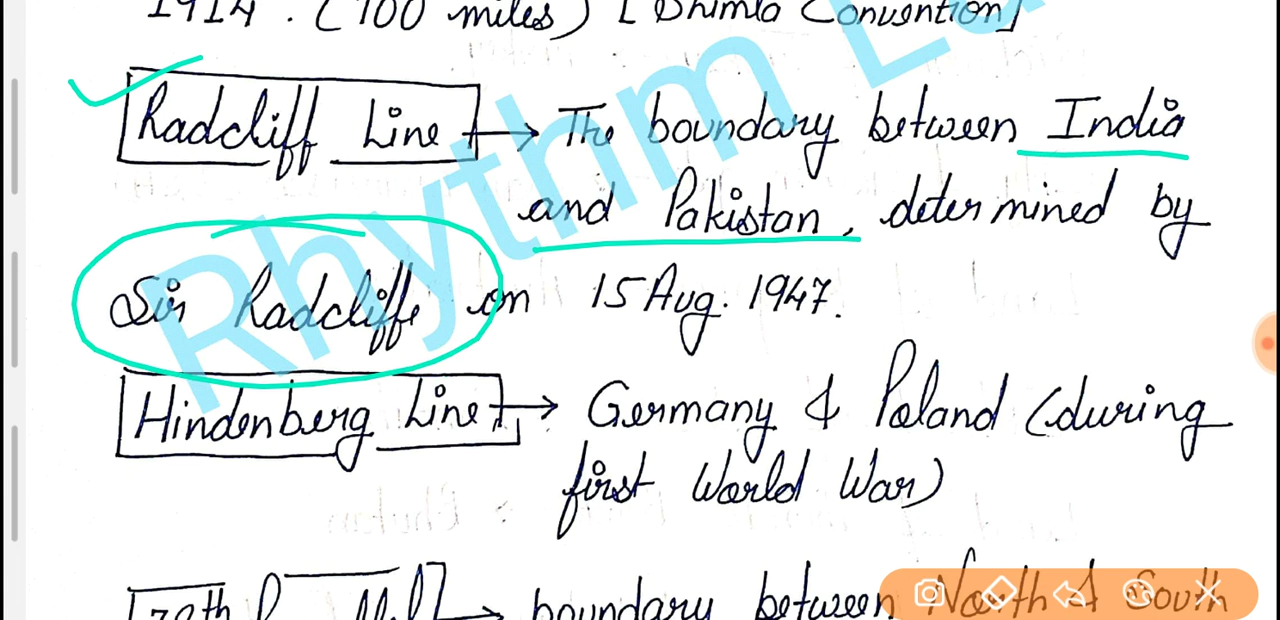 1914. (700 miles) [Shimla Convention]
Radcliff Line → The boundary between India
and Pakistan, determined by
Sir Radcliffe on 15 Aug. 1947.
Hindenberg Line → Germany & Poland (during
first World War)
boundary between North & South
Rhythm